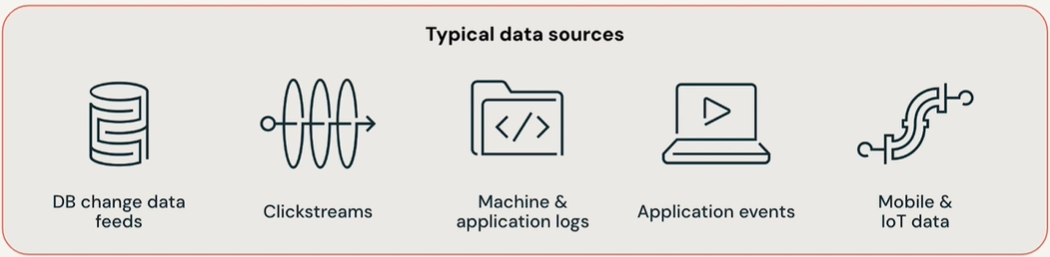 Typical data sources
DB change data
feeds
Clickstreams
Machine &
application logs
Application events
Mobile &
IoT data